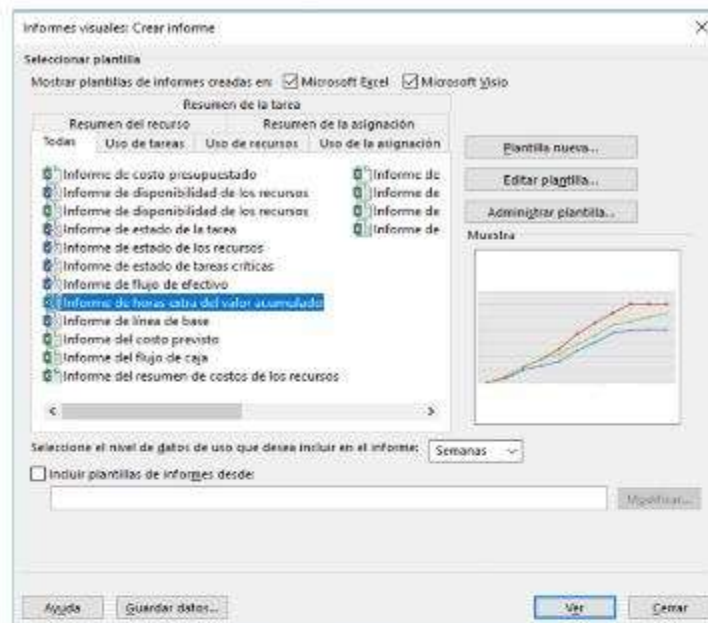 Informes visuales: Crear informe
Seleccionar plantilla
Mostrar plantillas de informes creadas en: Microsoft Excel Microsoft Visio
Resumen de la tarea
Resumen del recurso Resumen de la asignación
Todas Uso de tareas Uso de recursos Uso de la asignación
Informe de costo presupuestado Informe de
Informe de disponibilidad de los recursos Informe de
Informe de disponibilidad de los recursos Informe de
Informe de estado de la tarea Informe de
Informe de estado de los recursos
Informe de estado de tareas críticas
Informe de flujo de efectivo
Informe de horas extra del valor acumulado
Informe de línea de base
Informe del costo previsto
Informe del flujo de caja
Informe del resumen de costos de los recursos
Plantilla nueva...
Editar plantilla...
Administrar plantilla...
Muestra
Seleccione el nivel de datos de uso que desea incluir en el informe: Semanas
Incluir plantillas de informes desde:
Modificar...
Ayuda Guardar datos... Ver Cerrar